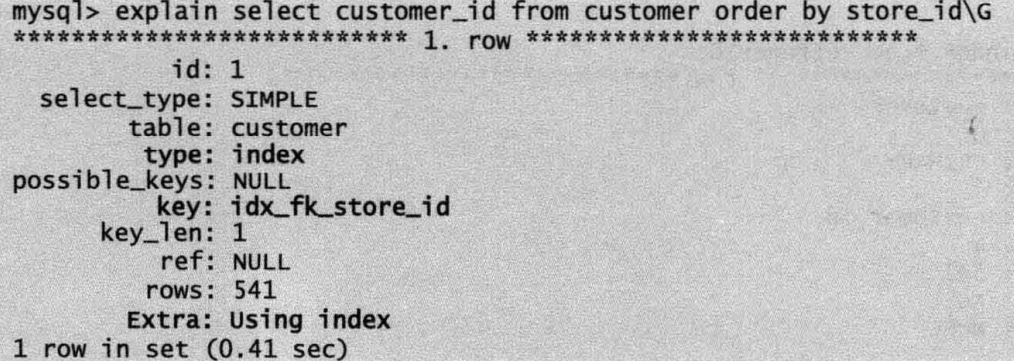 mysql> explain select customer_id from customer order by store_id\G
*************************** 1. row ***************************
id: 1
select_type: SIMPLE
table: customer
type: index
possible_keys: NULL
key: idx_fk_store_id
key_len: 1
ref: NULL
rows: 541
Extra: Using index
1 row in set (0.41 sec)